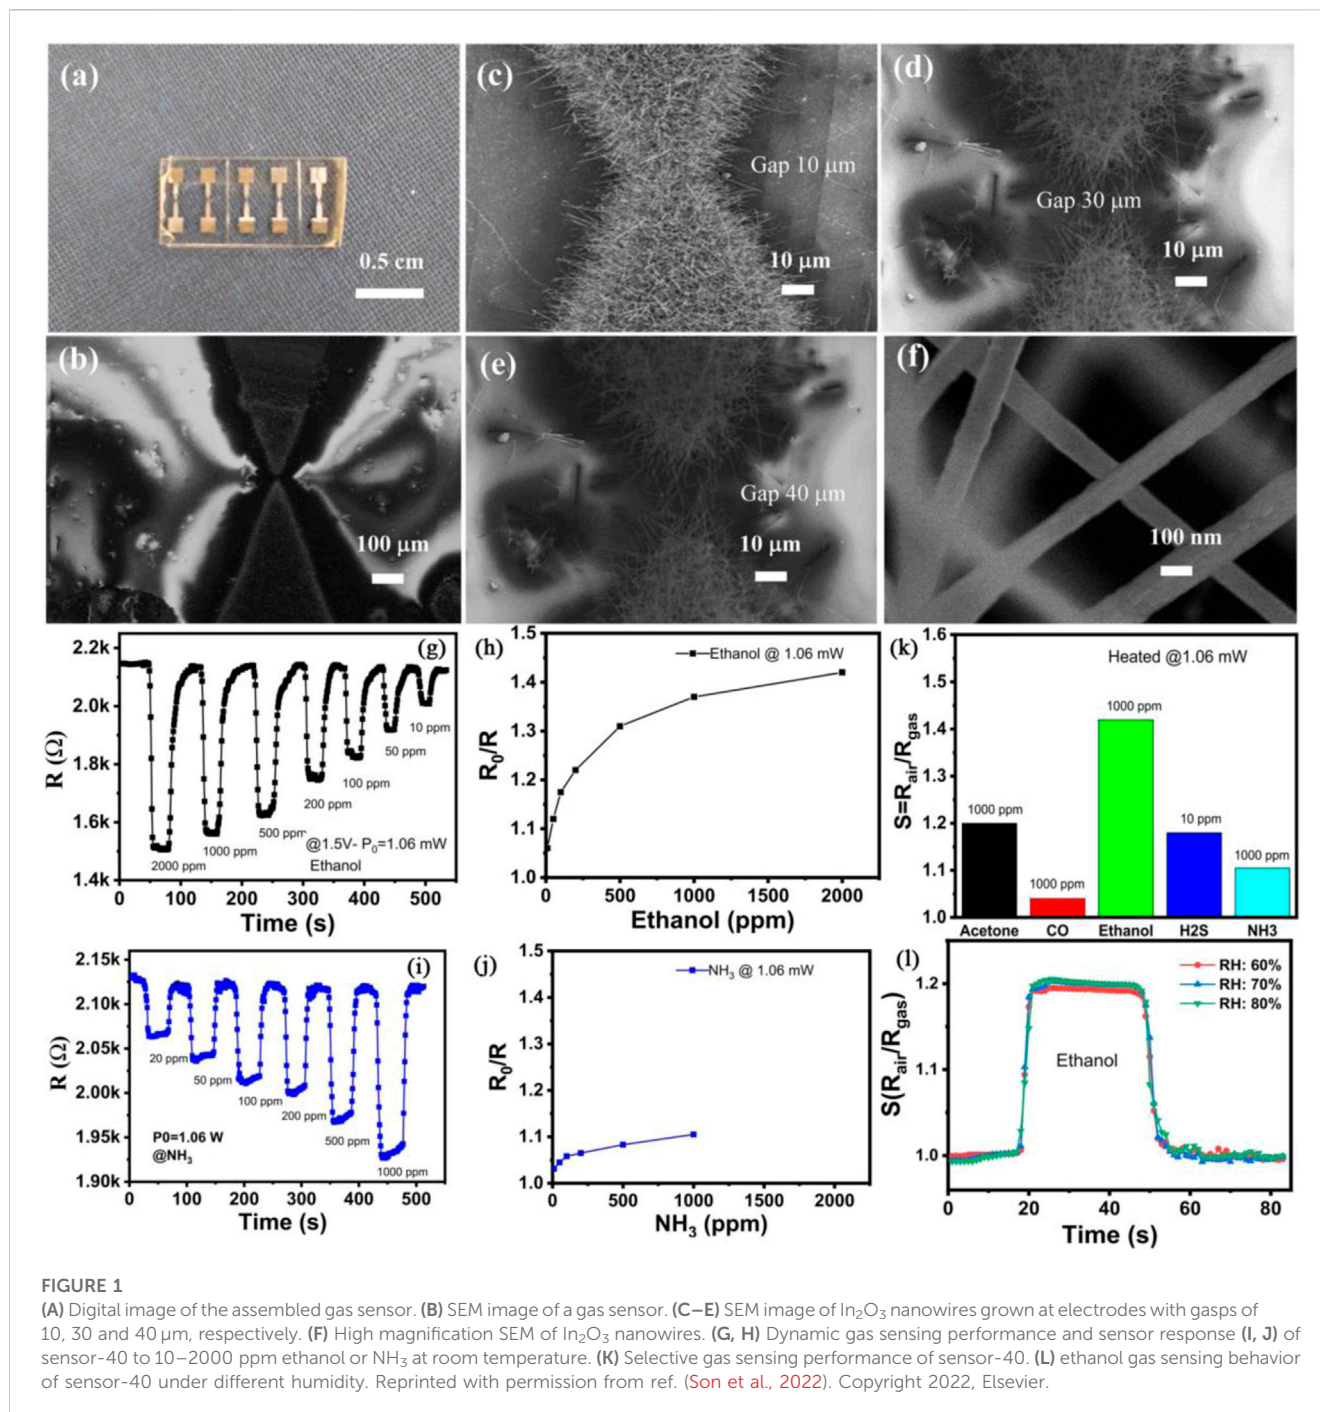 (a)
0.5 cm
(c)
Gap 10 μm
10 μm
(d)
Gap 30 μm
10 μm
(b)
100 μm
(e)
Gap 40 μm
10 μm
(f)
100 nm
(g)
2.2k
2.0k
1.8k
1.6k
1.4k
R (Ω)
10 ppm
50 ppm
100 ppm
200 ppm
500 ppm
1000 ppm
2000 ppm
@1.5V- P0=1.06 mW
Ethanol
0 100 200 300 400 500
Time (s)
(h)
1.5
1.4
1.3
1.2
1.1
1.0
R0/R
Ethanol @ 1.06 mW
0 500 1000 1500 2000
Ethanol (ppm)
(k)
1.6
1.5
1.4
1.3
1.2
1.1
1.0
S=Rair/Rgas
Heated @1.06 mW
1000 ppm
1000 ppm
1000 ppm
10 ppm
1000 ppm
Acetone CO Ethanol H2S NH3
(i)
2.15k
2.10k
2.05k
2.00k
1.95k
1.90k
R (Ω)
20 ppm
50 ppm
100 ppm
200 ppm
500 ppm
1000 ppm
P0=1.06 W
@NH3
0 100 200 300 400 500
Time (s)
(j)
1.5
1.4
1.3
1.2
1.1
1.0
R0/R
NH3 @ 1.06 mW
0 500 1000 1500 2000
NH3 (ppm)
(l)
1.2
1.1
1.0
S(Rair/Rgas)
RH: 60%
RH: 70%
RH: 80%
Ethanol
0 20 40 60 80
Time (s)
FIGURE 1
(A) Digital image of the assembled gas sensor. (B) SEM image of a gas sensor. (C–E) SEM image of In2O3 nanowires grown at electrodes with gasps of
10, 30 and 40 μm, respectively. (F) High magnification SEM of In2O3 nanowires. (G, H) Dynamic gas sensing performance and sensor response (I, J) of
sensor-40 to 10–2000 ppm ethanol or NH3 at room temperature. (K) Selective gas sensing performance of sensor-40. (L) ethanol gas sensing behavior
of sensor-40 under different humidity. Reprinted with permission from ref. (Son et al., 2022). Copyright 2022, Elsevier.